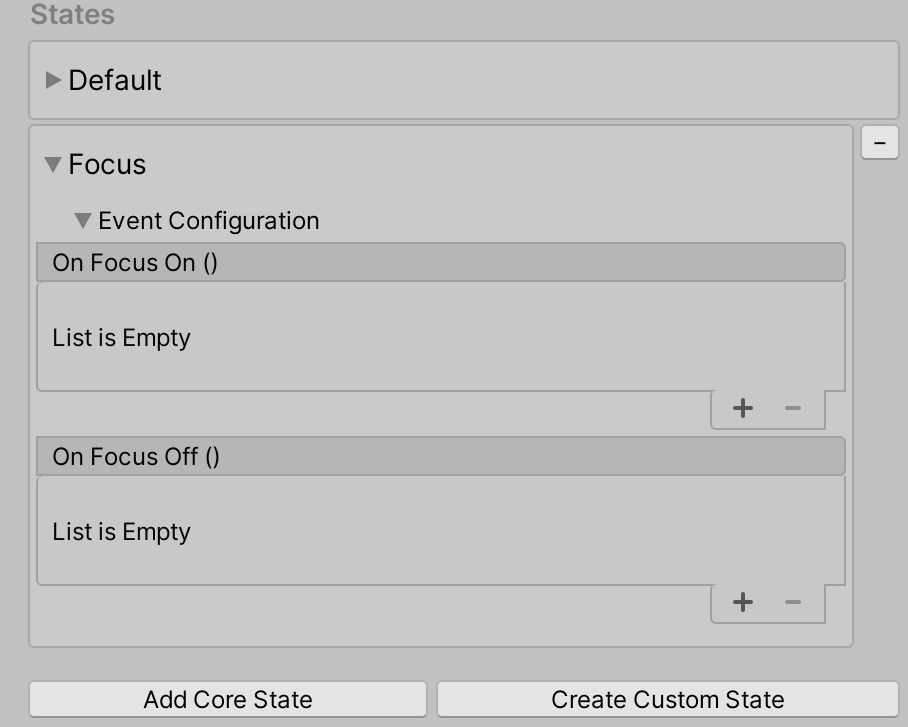 States
Default
Focus
Event Configuration
On Focus On ()
List is Empty
On Focus Off ()
List is Empty
Add Core State
Create Custom State